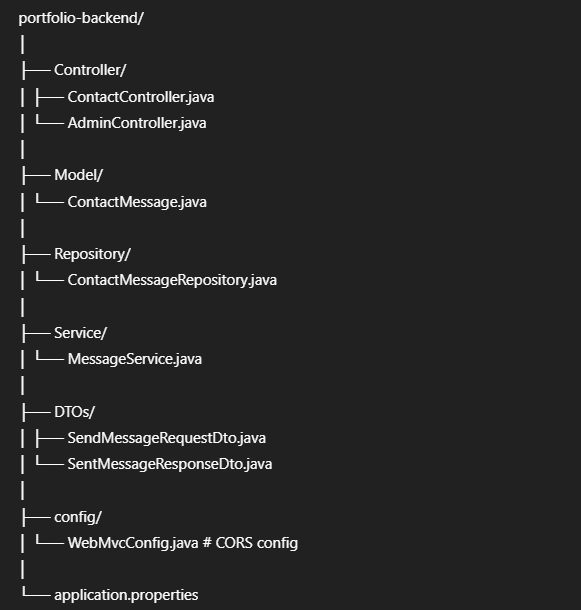 portfolio-backend/
│
├── Controller/
│ ├── ContactController.java
│ └── AdminController.java
│
├── Model/
│ └── ContactMessage.java
│
├── Repository/
│ └── ContactMessageRepository.java
│
├── Service/
│ └── MessageService.java
│
├── DTOs/
│ ├── SendMessageRequestDto.java
│ └── SentMessageResponseDto.java
│
├── config/
│ └── WebMvcConfig.java # CORS config
│
└── application.properties